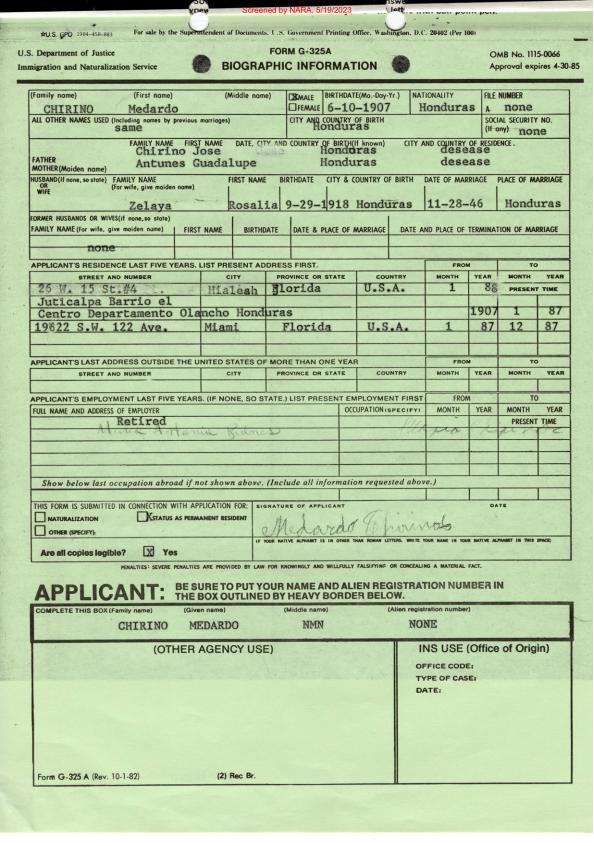 Screened by NARA, 5/19/2023
☆U.S. GPO 1984-450-803 For sale by the Superintendent of Documents, U.S. Government Printing Office, Washington, D.C. 20402 (Per 100)
U.S. Department of Justice FORM G-325A OMB No. 1115-0066
Immigration and Naturalization Service BIOGRAPHIC INFORMATION Approval expires 4-30-85
(Family name) (First name) (Middle name) MALE BIRTHDATE(Mo.-Day-Yr.) NATIONALITY FILE NUMBER
CHIRINO Medardo FEMALE 6-10-1907 Honduras A. none
ALL OTHER NAMES USED (Including names by previous marriages) CITY AND COUNTRY OF BIRTH SOCIAL SECURITY NO.
same Honduras (If any) none
FAMILY NAME FIRST NAME DATE, CITY AND COUNTRY OF BIRTH(If known) CITY AND COUNTRY OF RESIDENCE.
FATHER Chirino Jose Honduras desease
MOTHER(Maiden name) Antunes Guadalupe Honduras desease
HUSBAND(If none, so state) OR WIFE FAMILY NAME (For wife, give maiden name) FIRST NAME BIRTHDATE CITY & COUNTRY OF BIRTH DATE OF MARRIAGE PLACE OF MARRIAGE
Zelaya Rosalia 9-29-1918 Honduras 11-28-46 Honduras
FORMER HUSBANDS OR WIVES(If none, so state)
FAMILY NAME (For wife, give maiden name) FIRST NAME BIRTHDATE DATE & PLACE OF MARRIAGE DATE AND PLACE OF TERMINATION OF MARRIAGE
none
APPLICANT'S RESIDENCE LAST FIVE YEARS. LIST PRESENT ADDRESS FIRST. FROM TO
STREET AND NUMBER CITY PROVINCE OR STATE COUNTRY MONTH YEAR MONTH YEAR
26 W. 15 St.#4 Hialeah Florida U.S.A. 1 88 PRESENT TIME
Juticalpa Barrio el
Centro Departamento Olancho Honduras 1907 1 87
19622 S.W. 122 Ave. Miami Florida U.S.A. 1 87 12 87
APPLICANT'S LAST ADDRESS OUTSIDE THE UNITED STATES OF MORE THAN ONE YEAR FROM TO
STREET AND NUMBER CITY PROVINCE OR STATE COUNTRY MONTH YEAR MONTH YEAR
APPLICANT'S EMPLOYMENT LAST FIVE YEARS. (IF NONE, SO STATE.) LIST PRESENT EMPLOYMENT FIRST FROM TO
FULL NAME AND ADDRESS OF EMPLOYER OCCUPATION(SPECIFY) MONTH YEAR MONTH YEAR
Retired PRESENT TIME
Show below last occupation abroad if not shown above. (Include all information requested above.)
THIS FORM IS SUBMITTED IN CONNECTION WITH APPLICATION FOR: SIGNATURE OF APPLICANT DATE
NATURALIZATION X STATUS AS PERMANENT RESIDENT
OTHER (SPECIFY): Medardo
IF YOUR NATIVE ALPHABET IS IN OTHER THAN ROMAN LETTERS, WRITE YOUR NAME IN YOUR NATIVE ALPHABET IN THIS SPACE:
Are all copies legible? X Yes
PENALTIES: SEVERE PENALTIES ARE PROVIDED BY LAW FOR KNOWINGLY AND WILLFULLY FALSIFYING OR CONCEALING A MATERIAL FACT.
APPLICANT: BE SURE TO PUT YOUR NAME AND ALIEN REGISTRATION NUMBER IN
THE BOX OUTLINED BY HEAVY BORDER BELOW.
COMPLETE THIS BOX (Family name) (Given name) (Middle name) (Alien registration number)
CHIRINO MEDARDO NMN NONE
(OTHER AGENCY USE) INS USE (Office of Origin)
OFFICE CODE:
TYPE OF CASE:
DATE:
Form G-325 A (Rev. 10-1-82) (2) Rec Br.